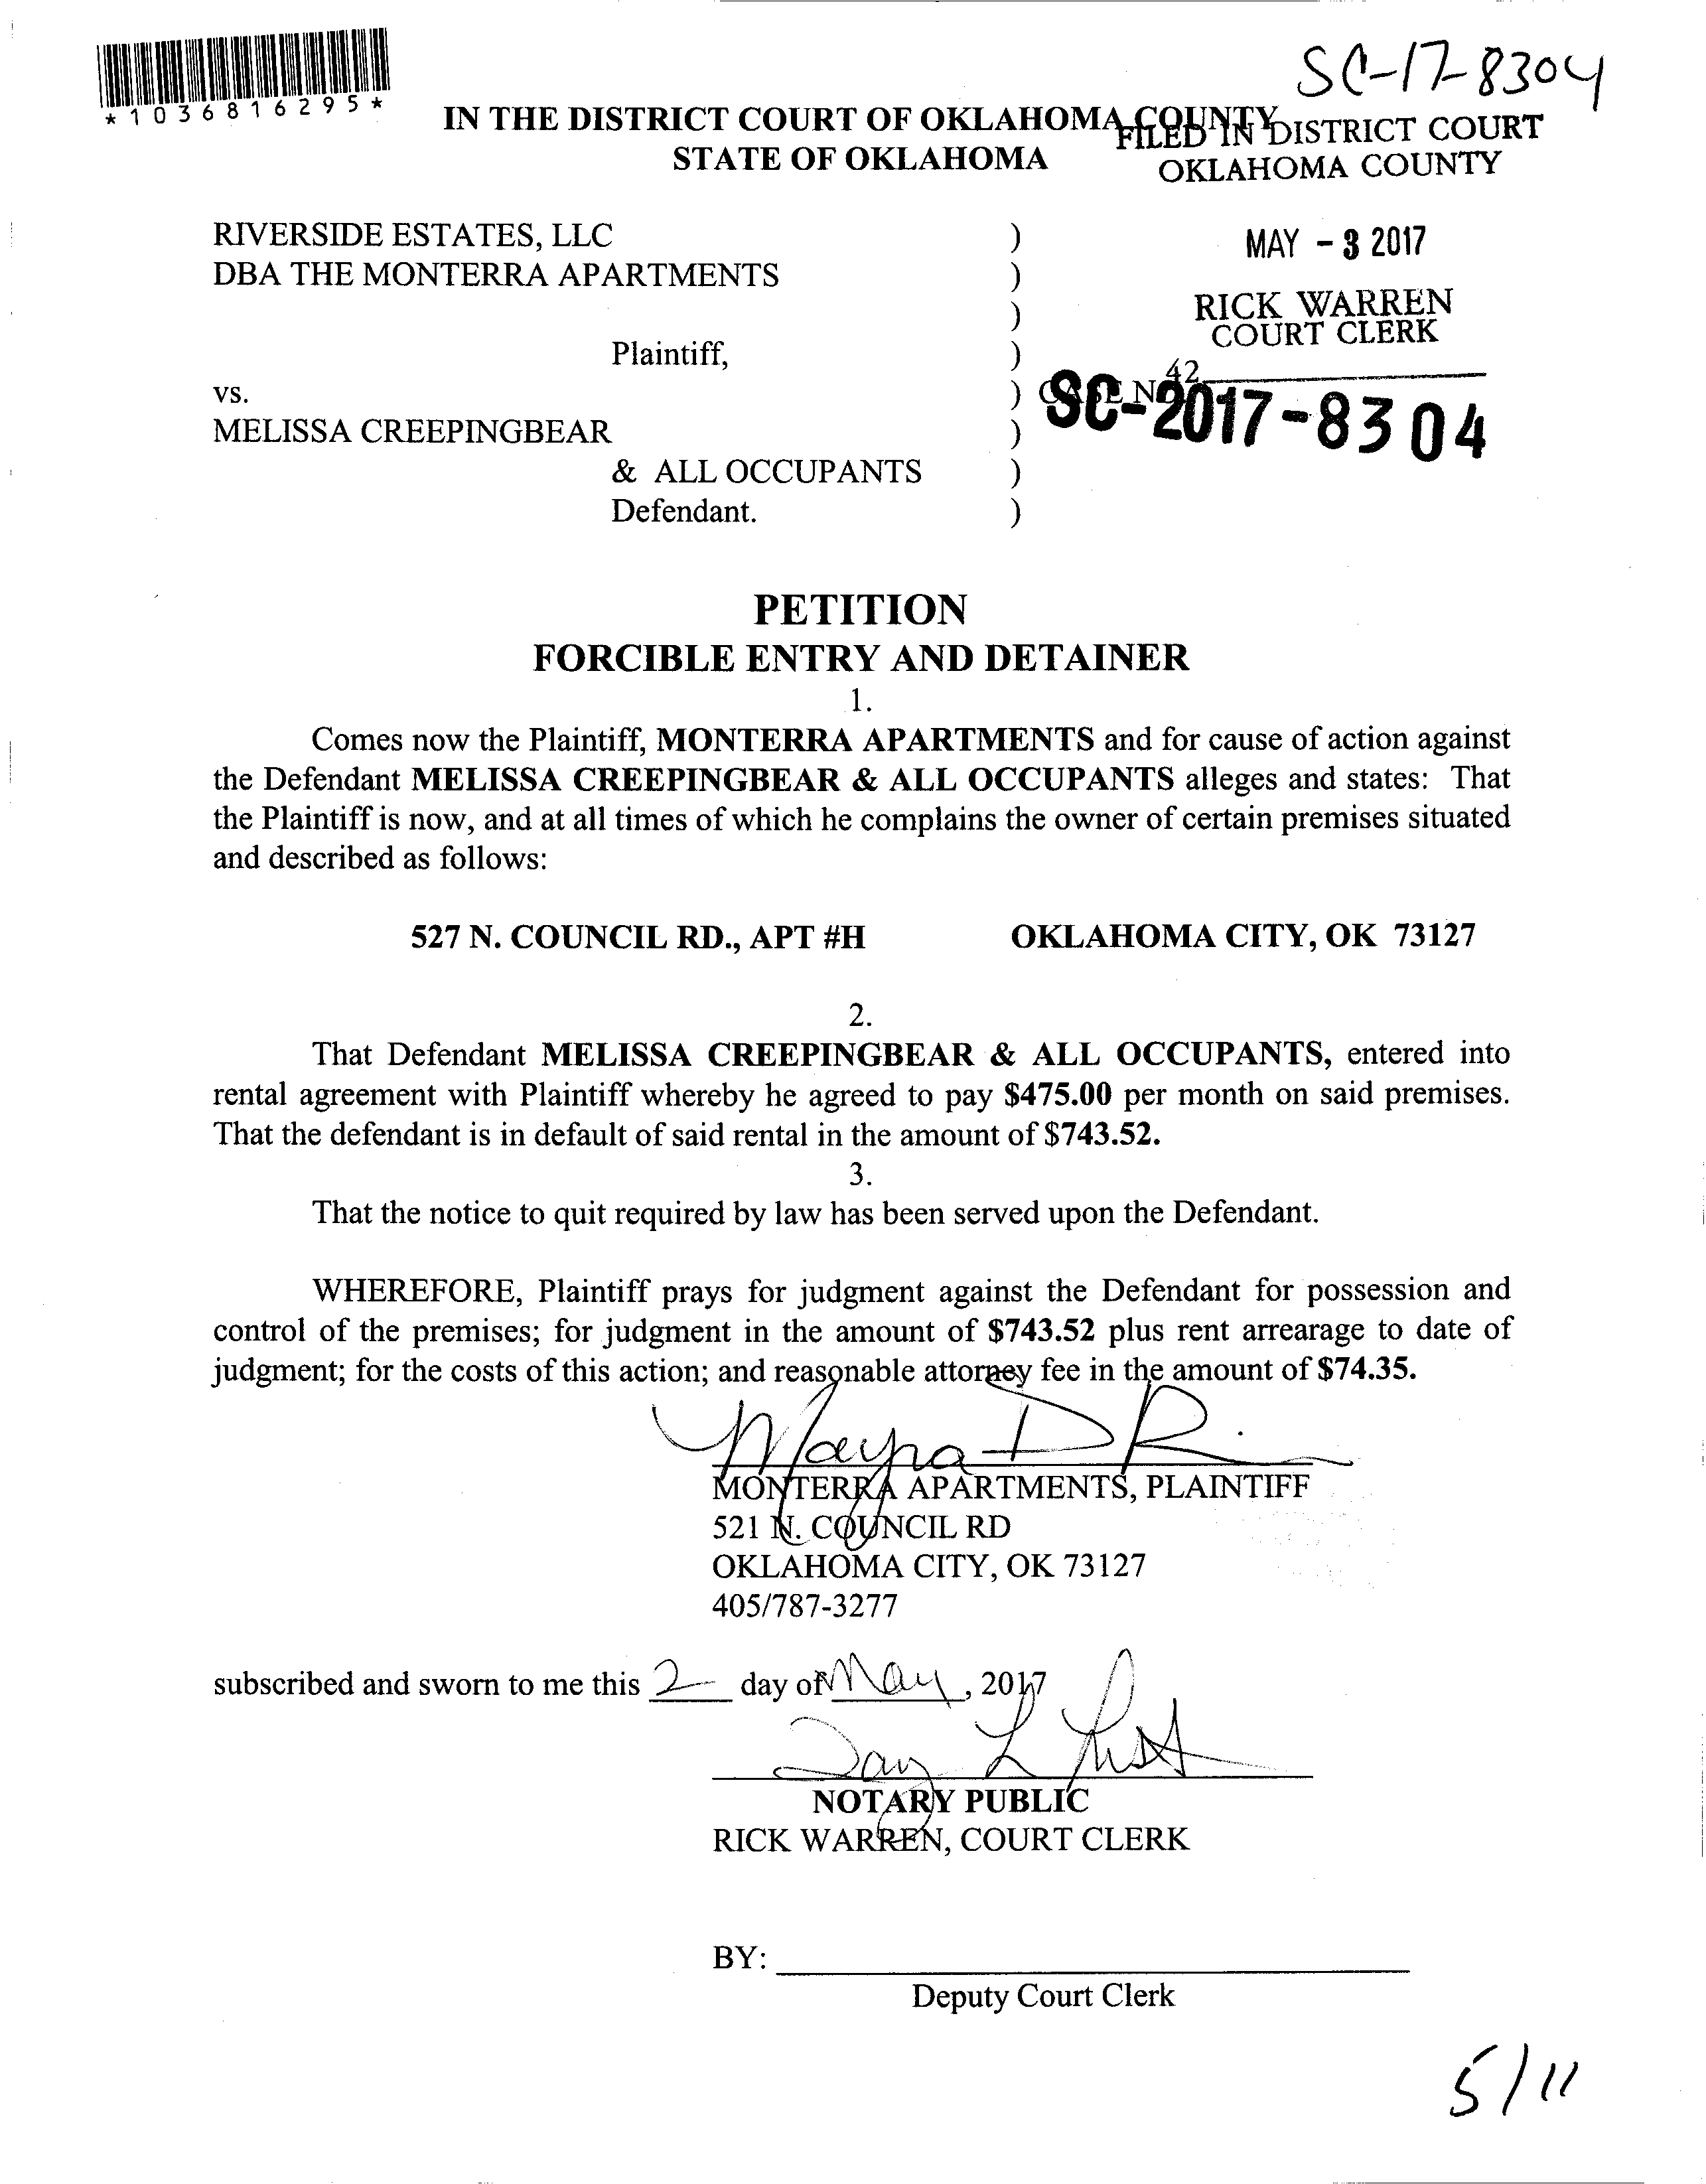 SC-17-8304
*1036816295*
IN THE DISTRICT COURT OF OKLAHOMA COUNTY
STATE OF OKLAHOMA
FILED IN DISTRICT COURT
OKLAHOMA COUNTY
MAY - 3 2017
RICK WARREN
COURT CLERK
42
RIVERSIDE ESTATES, LLC )
DBA THE MONTERRA APARTMENTS )
)
Plaintiff, )
vs. ) CASE NO
SC-2017-8304
MELISSA CREEPINGBEAR )
& ALL OCCUPANTS )
Defendant. )
PETITION
FORCIBLE ENTRY AND DETAINER
1.
Comes now the Plaintiff, MONTERRA APARTMENTS and for cause of action against
the Defendant MELISSA CREEPINGBEAR & ALL OCCUPANTS alleges and states: That
the Plaintiff is now, and at all times of which he complains the owner of certain premises situated
and described as follows:
527 N. COUNCIL RD., APT #H OKLAHOMA CITY, OK 73127
2.
That Defendant MELISSA CREEPINGBEAR & ALL OCCUPANTS, entered into
rental agreement with Plaintiff whereby he agreed to pay $475.00 per month on said premises.
That the defendant is in default of said rental in the amount of $743.52.
3.
That the notice to quit required by law has been served upon the Defendant.
WHEREFORE, Plaintiff prays for judgment against the Defendant for possession and
control of the premises; for judgment in the amount of $743.52 plus rent arrearage to date of
judgment; for the costs of this action; and reasonable attorney fee in the amount of $74.35.
Mayra D R
MONTERRA APARTMENTS, PLAINTIFF
521 N. COUNCIL RD
OKLAHOMA CITY, OK 73127
405/787-3277
subscribed and sworn to me this 2 day of May, 2017
NOTARY PUBLIC
RICK WARREN, COURT CLERK
BY:
Deputy Court Clerk
5/11